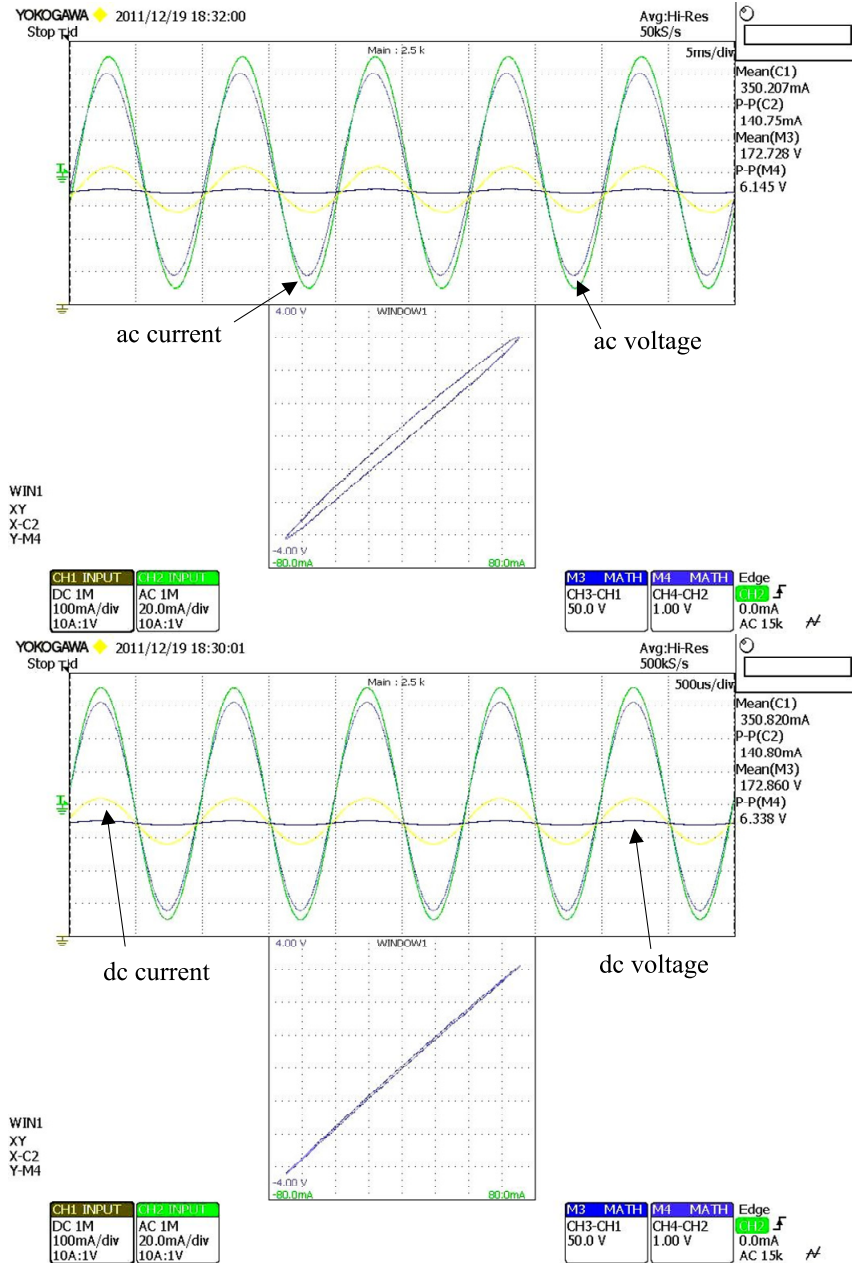 YOKOGAWA 2011/12/19 18:32:00 Avg:Hi-Res
Stop 50kS/s
Main : 2.5 k 5ms/div
Mean(C1)
350.207mA
P-P(C2)
140.75mA
Mean(M3)
172.728 V
P-P(M4)
6.145 V
ac current
ac voltage
4.00 V WINDOW1
WIN1
XY
X-C2
Y-M4
-4.00 V
-80.0mA 80.0mA
CH1 INPUT CH2 INPUT M3 MATH M4 MATH Edge
DC 1M AC 1M CH3-CH1 CH4-CH2 CH2
100mA/div 20.0mA/div 50.0 V 1.00 V 0.0mA
10A:1V 10A:1V AC 15k
YOKOGAWA 2011/12/19 18:30:01 Avg:Hi-Res
Stop 500kS/s
Main : 2.5 k 500us/div
Mean(C1)
350.820mA
P-P(C2)
140.80mA
Mean(M3)
172.860 V
P-P(M4)
6.338 V
dc current
dc voltage
4.00 V WINDOW1
WIN1
XY
X-C2
Y-M4
-4.00 V
-80.0mA 80.0mA
CH1 INPUT CH2 INPUT M3 MATH M4 MATH Edge
DC 1M AC 1M CH3-CH1 CH4-CH2 CH2
100mA/div 20.0mA/div 50.0 V 1.00 V 0.0mA
10A:1V 10A:1V AC 15k